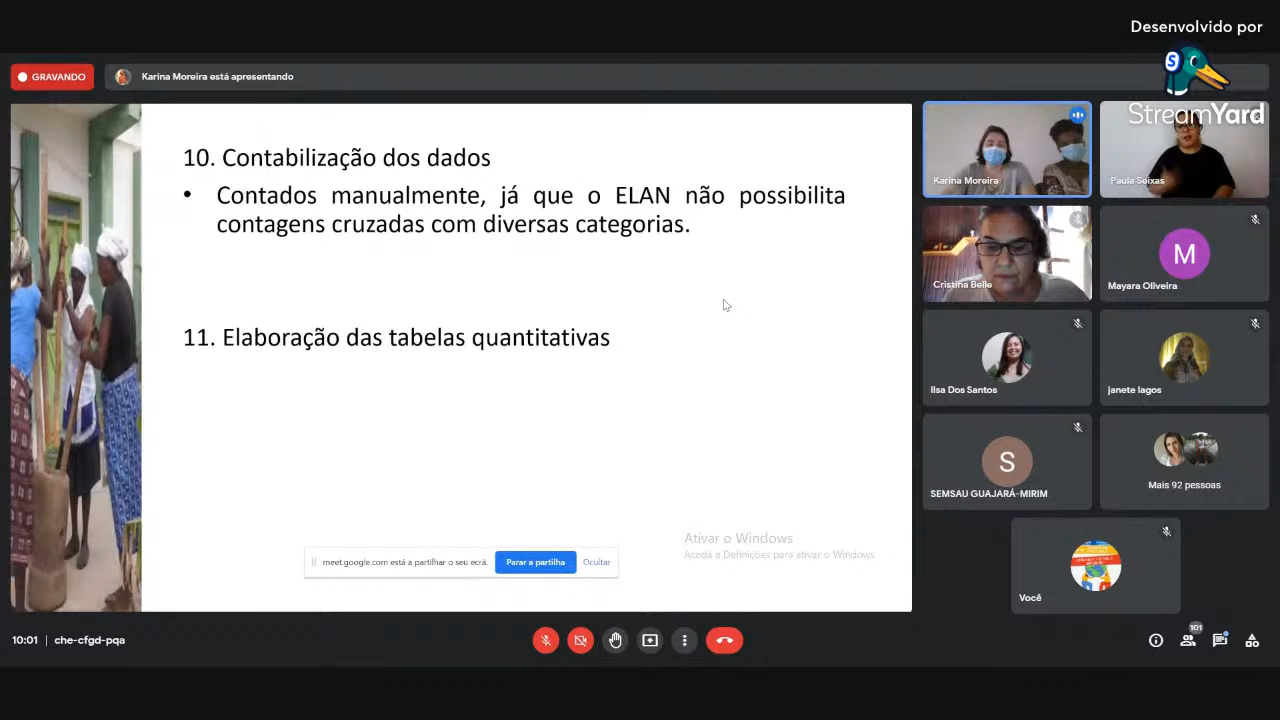 Desenvolvido por
StreamYard
GRAVANDO
Karina Moreira está apresentando
10. Contabilização dos dados
• Contados manualmente, já que o ELAN não possibilita
contagens cruzadas com diversas categorias.
11. Elaboração das tabelas quantitativas
Ativar o Windows
Aceda a Definições para ativar o Windows.
meet.google.com está a partilhar o seu ecrã.
Parar a partilha
Ocultar
Karina Moreira
Paula Seixas
Cristina Belle
M
Mayara Oliveira
Ilsa Dos Santos
janete lagos
S
SEMSAU GUAJARÁ-MIRIM
Mais 92 pessoas
Você
10:01 | che-cfgd-pqa
101